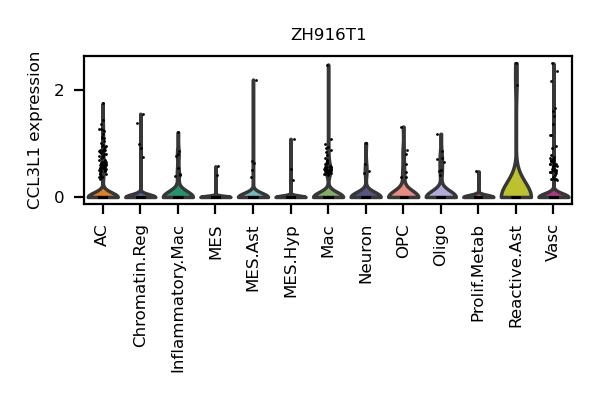 ZH916T1
CCL3L1 expression
2
0
AC
Chromatin.Reg
Inflammatory.Mac
MES
MES.Ast
MES.Hyp
Mac
Neuron
OPC
Oligo
Prolif.Metab
Reactive.Ast
Vasc